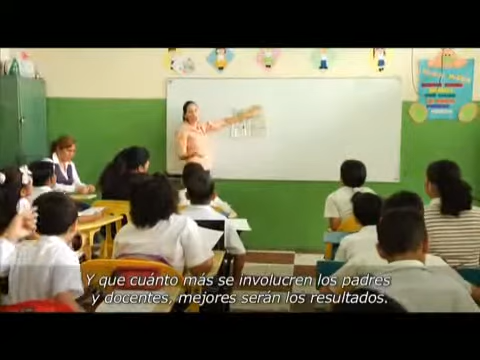 Y que cuánto más se involucren los padres
y docentes, mejores serán los resultados.